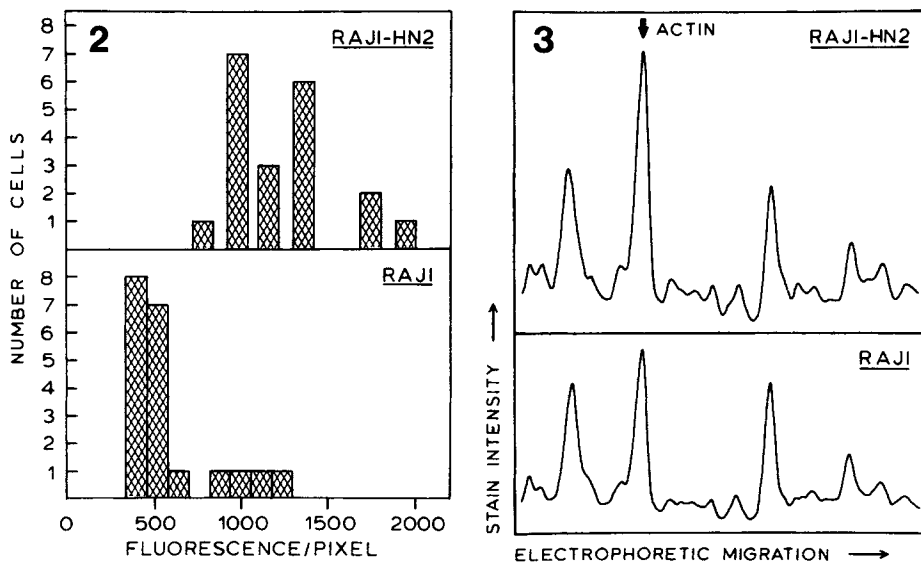 2
RAJI-HN2
8
7
6
5
4
3
2
1
RAJI
8
7
6
5
4
3
2
1
NUMBER OF CELLS
0 500 1000 1500 2000
FLUORESCENCE/PIXEL
3
ACTIN
RAJI-HN2
RAJI
STAIN INTENSITY
ELECTROPHORETIC MIGRATION